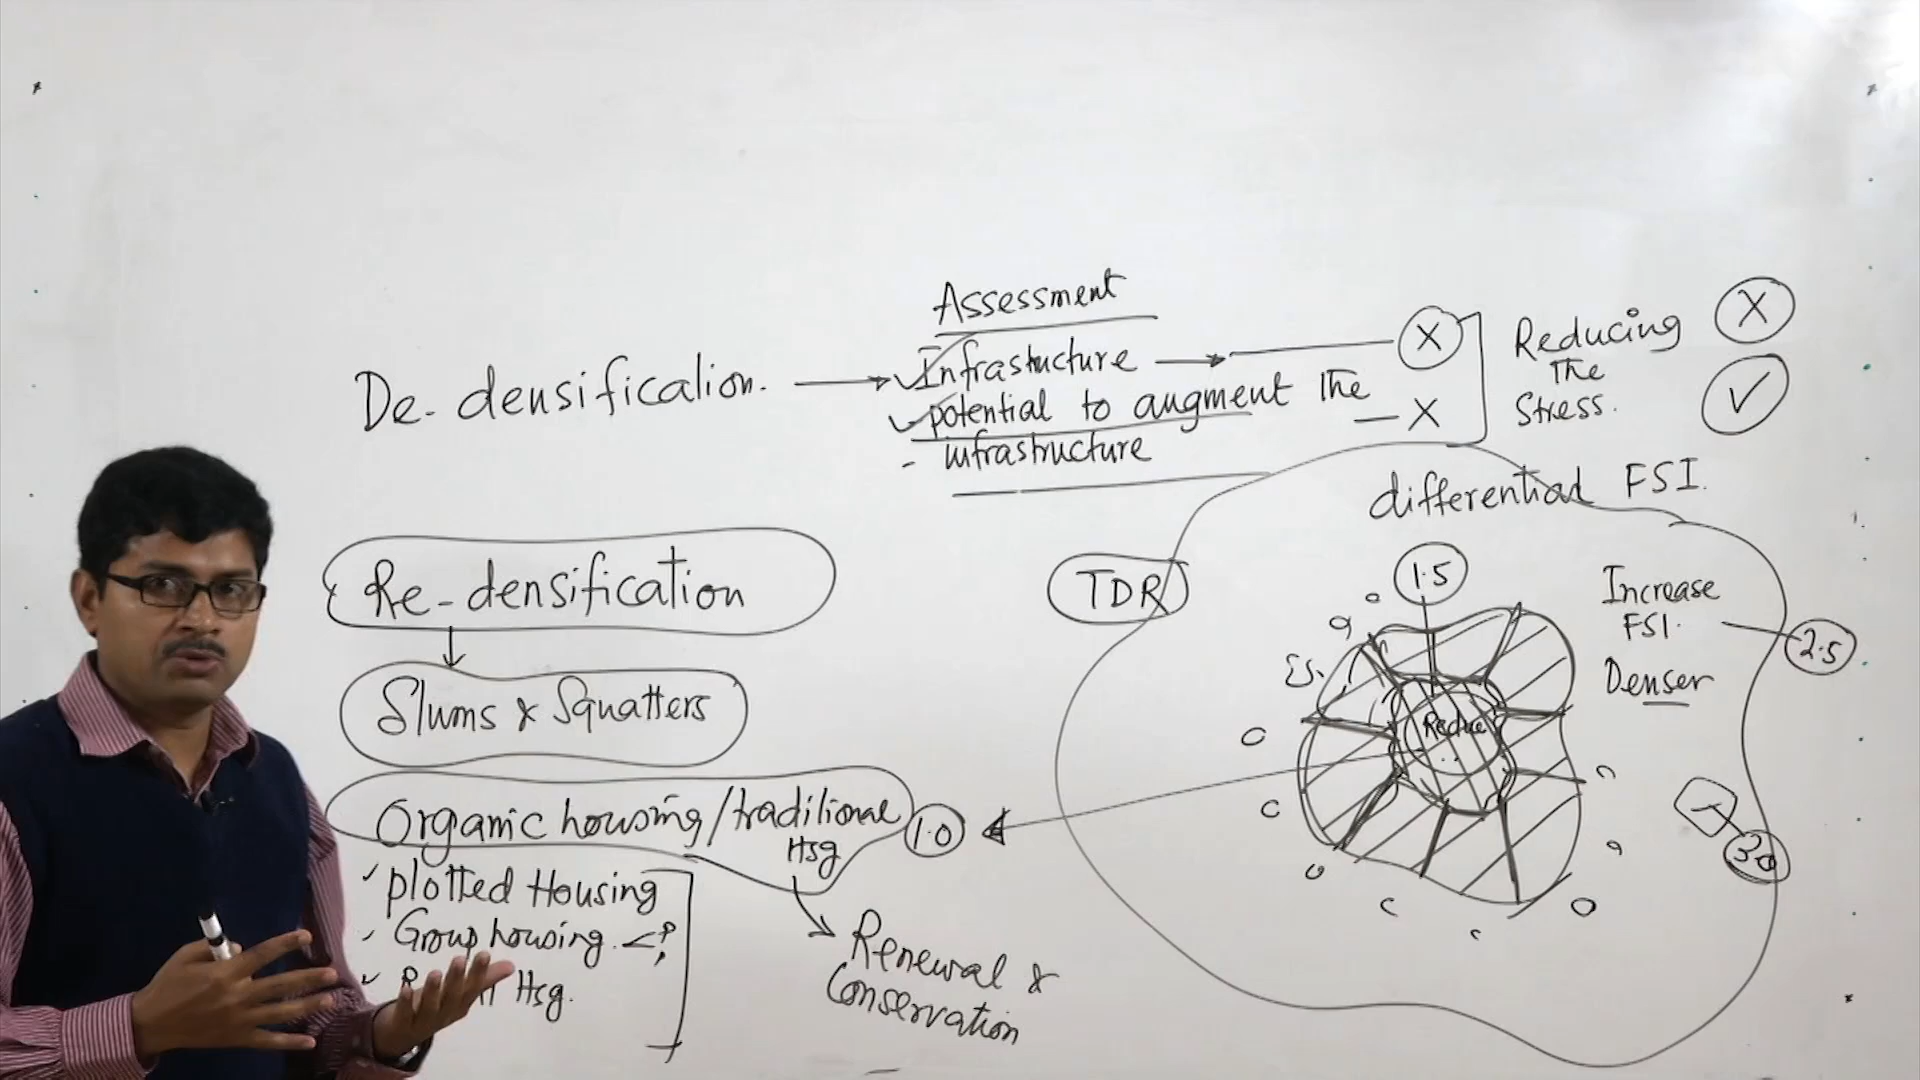 Assessment
De-densification. → Infrastucture → X
potential to augment the - X
- infrastructure
Reducing
The
Stress.
X
✓
differential FSI.
Re-densification
Slums & Squatters
Organic housing/traditional
Hsg
1.0
plotted Housing
Group housing
Hsg.
Renewal &
Conservation
TDR
1.5
Reduce
Increase
FSI.
Denser
2.5
3.0